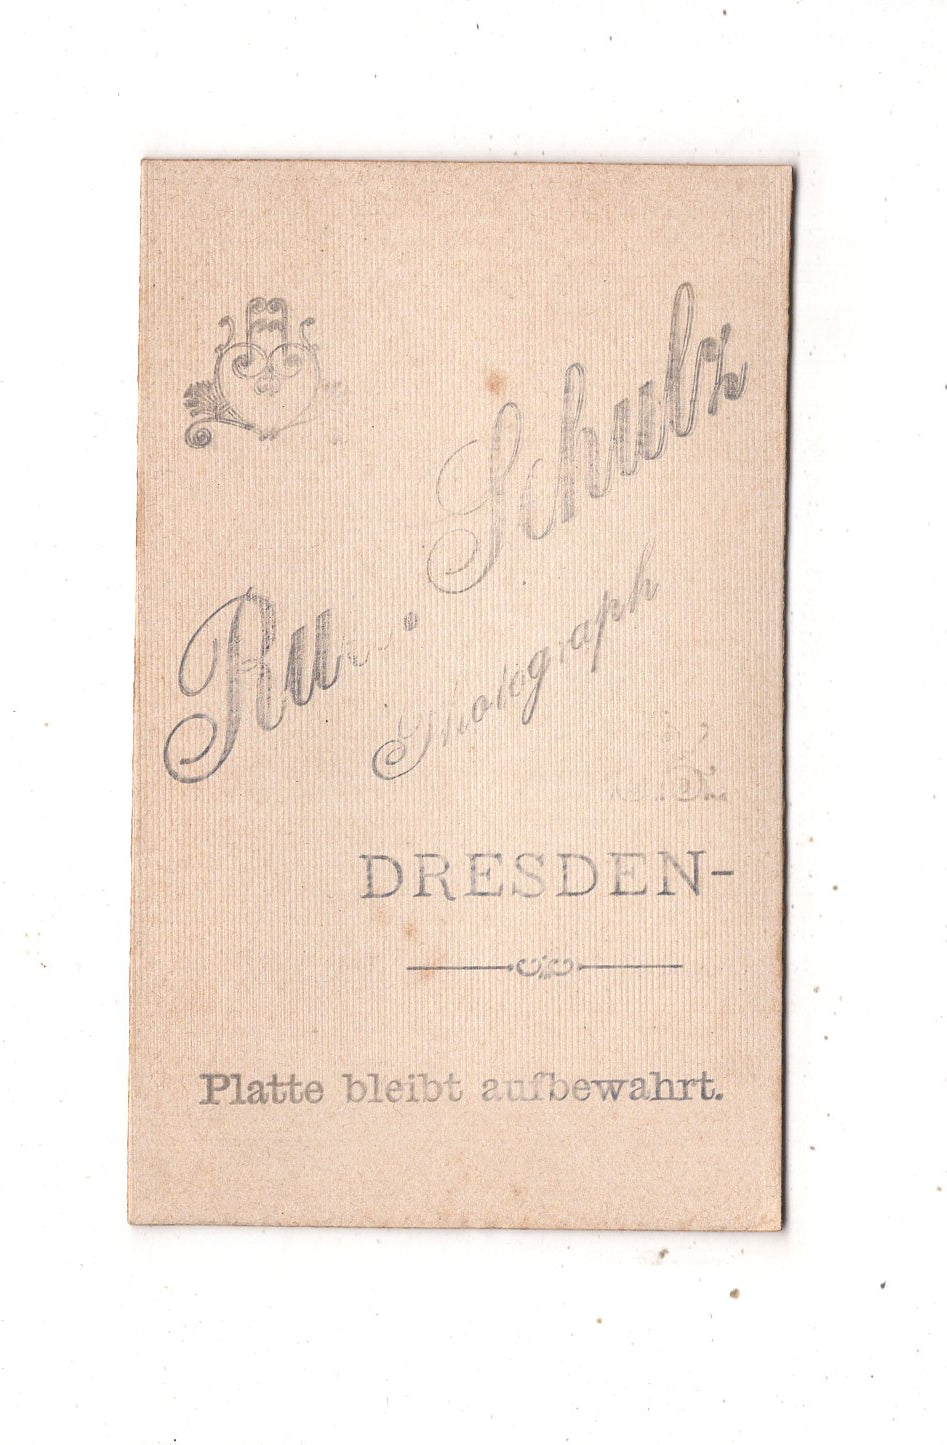 Schulz
Photograph
DRESDEN-
Platte bleibt aufbewahrt.